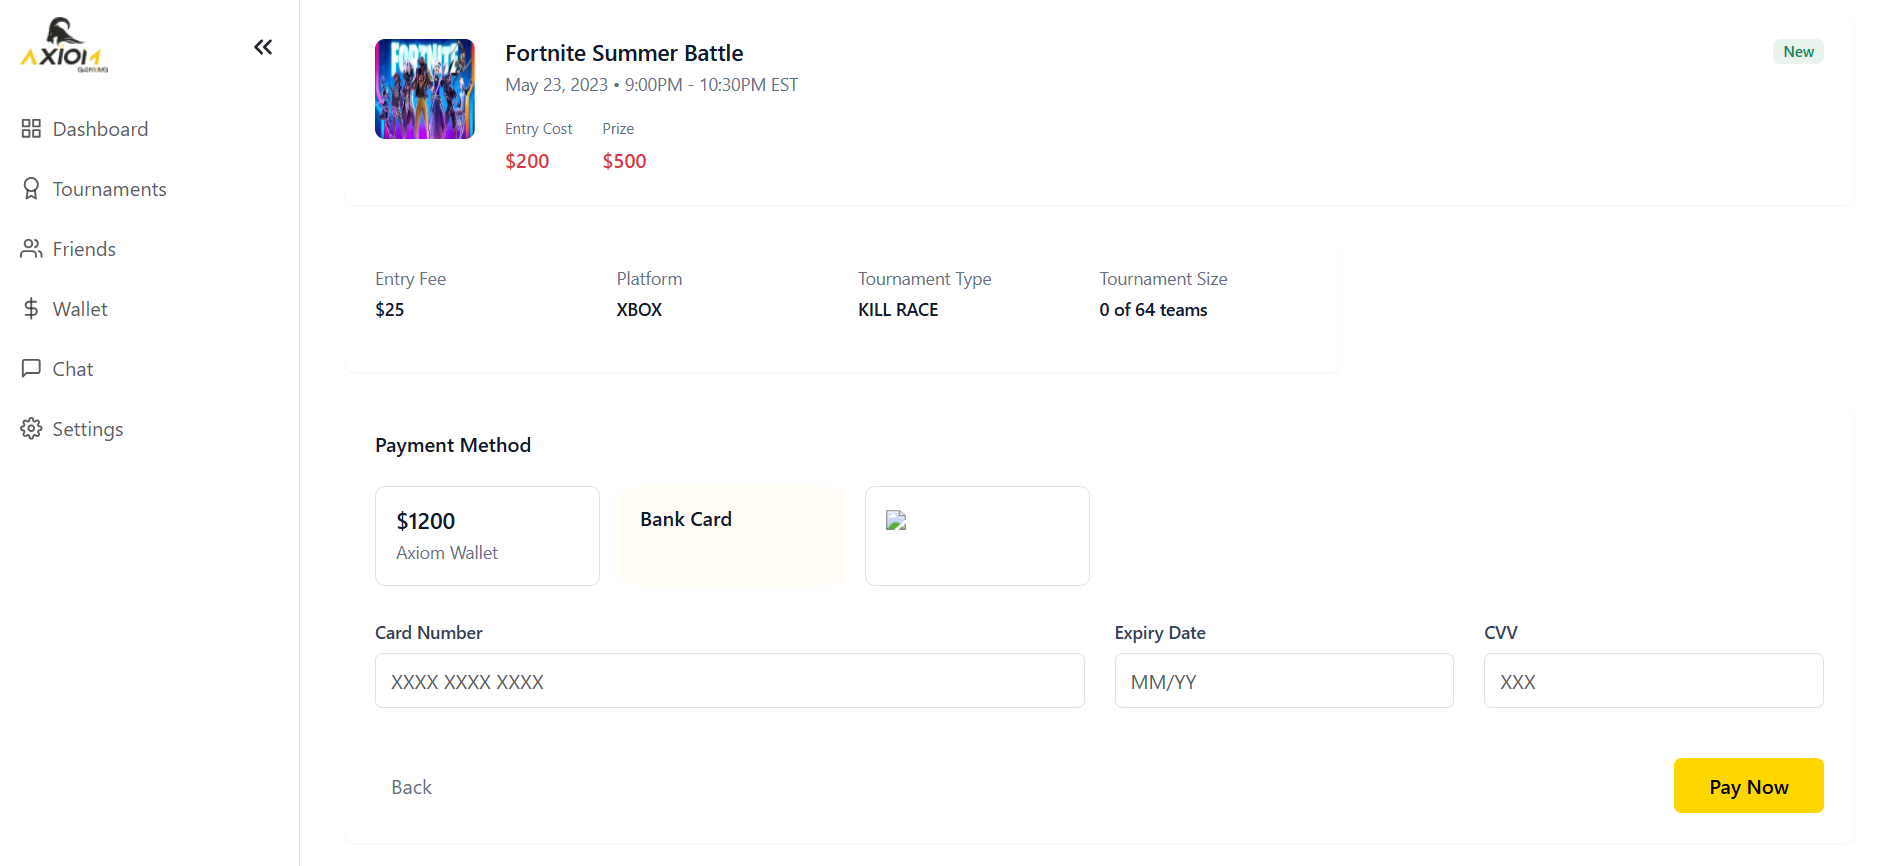 AXIOM
GAMING
Dashboard
Tournaments
Friends
Wallet
Chat
Settings
FORTNITE
Fortnite Summer Battle
May 23, 2023 • 9:00PM - 10:30PM EST
New
Entry Cost Prize
$200 $500
Entry Fee Platform Tournament Type Tournament Size
$25 XBOX KILL RACE 0 of 64 teams
Payment Method
$1200
Axiom Wallet
Bank Card
Card Number Expiry Date CVV
XXXX XXXX XXXX MM/YY XXX
Back Pay Now